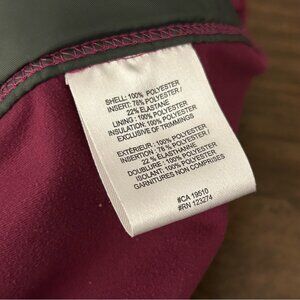 SHELL: 100% POLYESTER
INSERT: 78% POLYESTER /
22% ELASTANE
LINING : 100% POLYESTER
INSULATION: 100% POLYESTER
EXCLUSIVE OF TRIMMINGS
EXTÉRIEUR: 100% POLYESTER
INSERTION : 78 % POLYESTER /
22 % ÉLASTHANNE
DOUBLURE : 100% POLYESTER
ISOLANT: 100% POLYESTER
GARNITURES NON COMPRISES
#CA 19510
#RN 123274